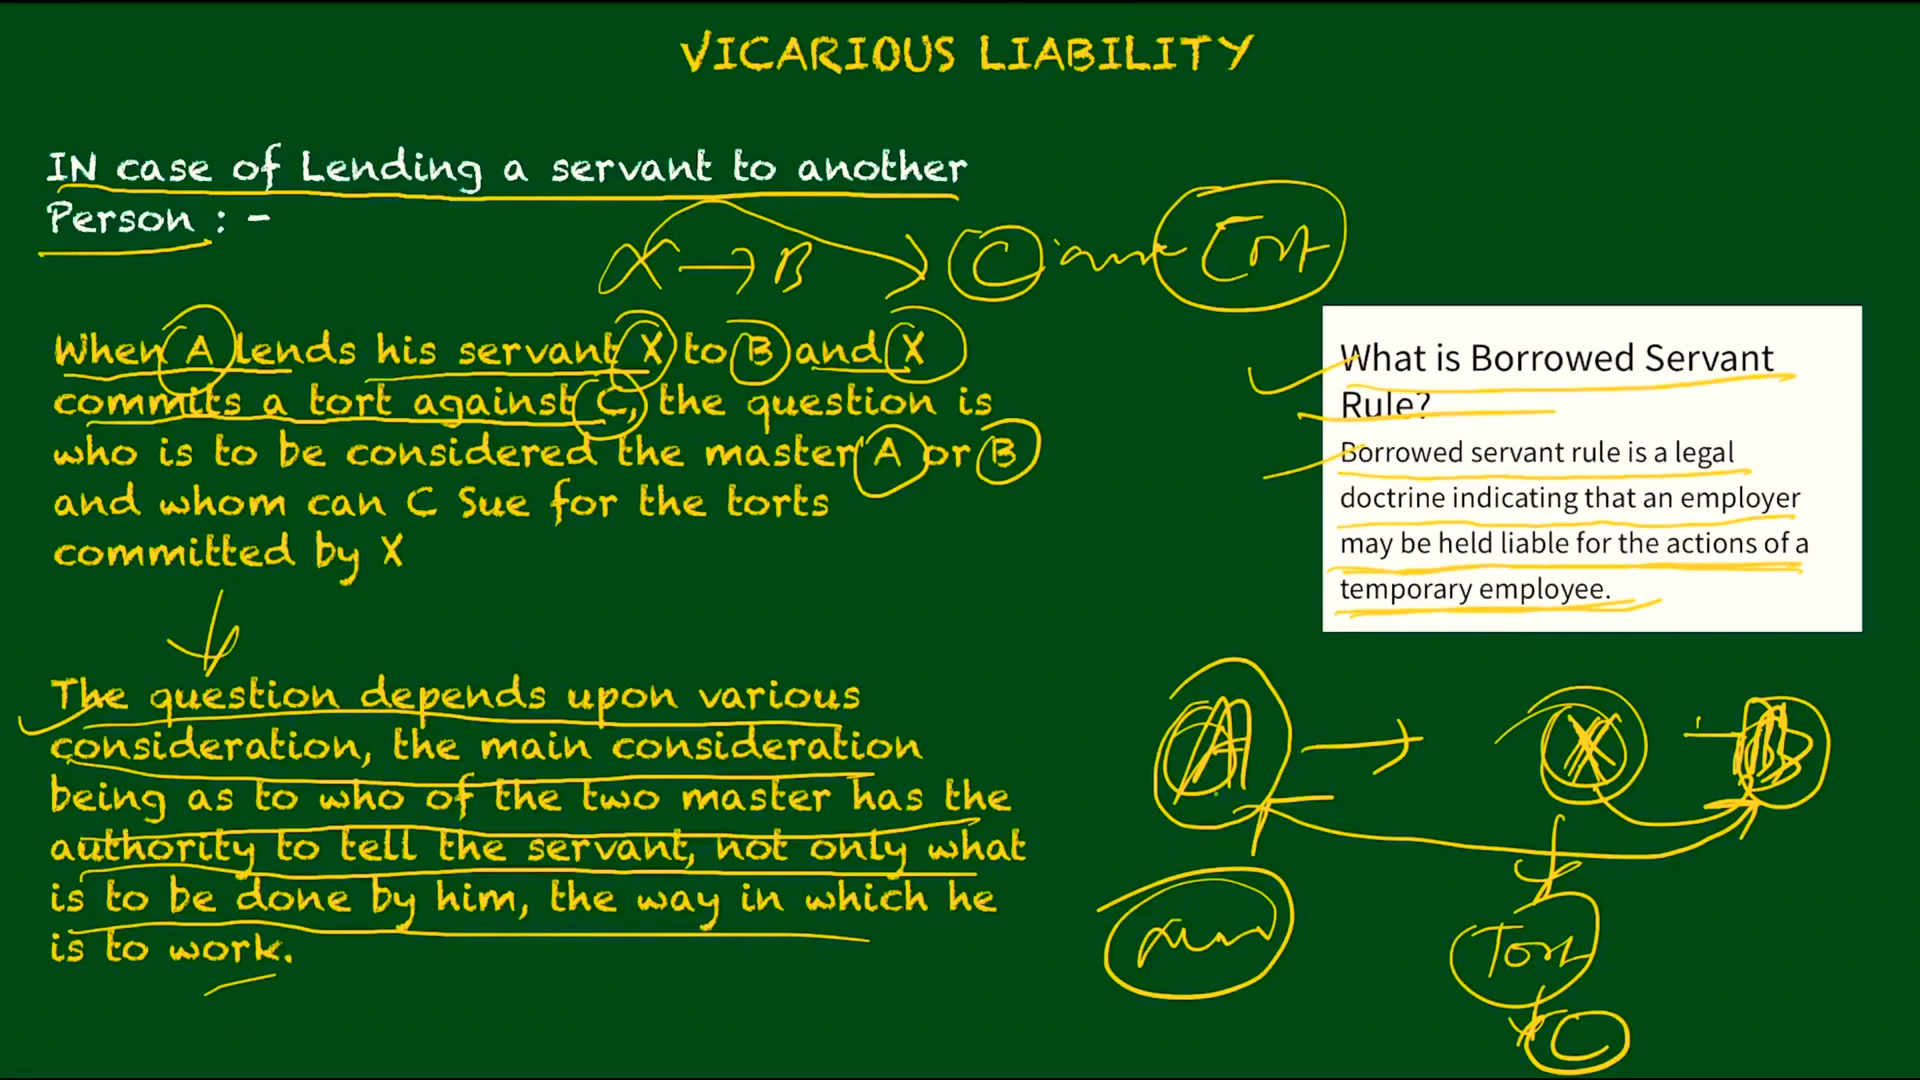 VICARIOUS LIABILITY
IN case of Lending a servant to another
Person : -
X → B
C
Tort
When A lends his servant X to B and X
commits a tort against C, the question is
who is to be considered the master A or B
and whom can C Sue for the torts
committed by X
What is Borrowed Servant
Rule?
Borrowed servant rule is a legal
doctrine indicating that an employer
may be held liable for the actions of a
temporary employee.
The question depends upon various
consideration, the main consideration
being as to who of the two master has the
authority to tell the servant, not only what
is to be done by him, the way in which he
is to work.
A → X B
Tort
C